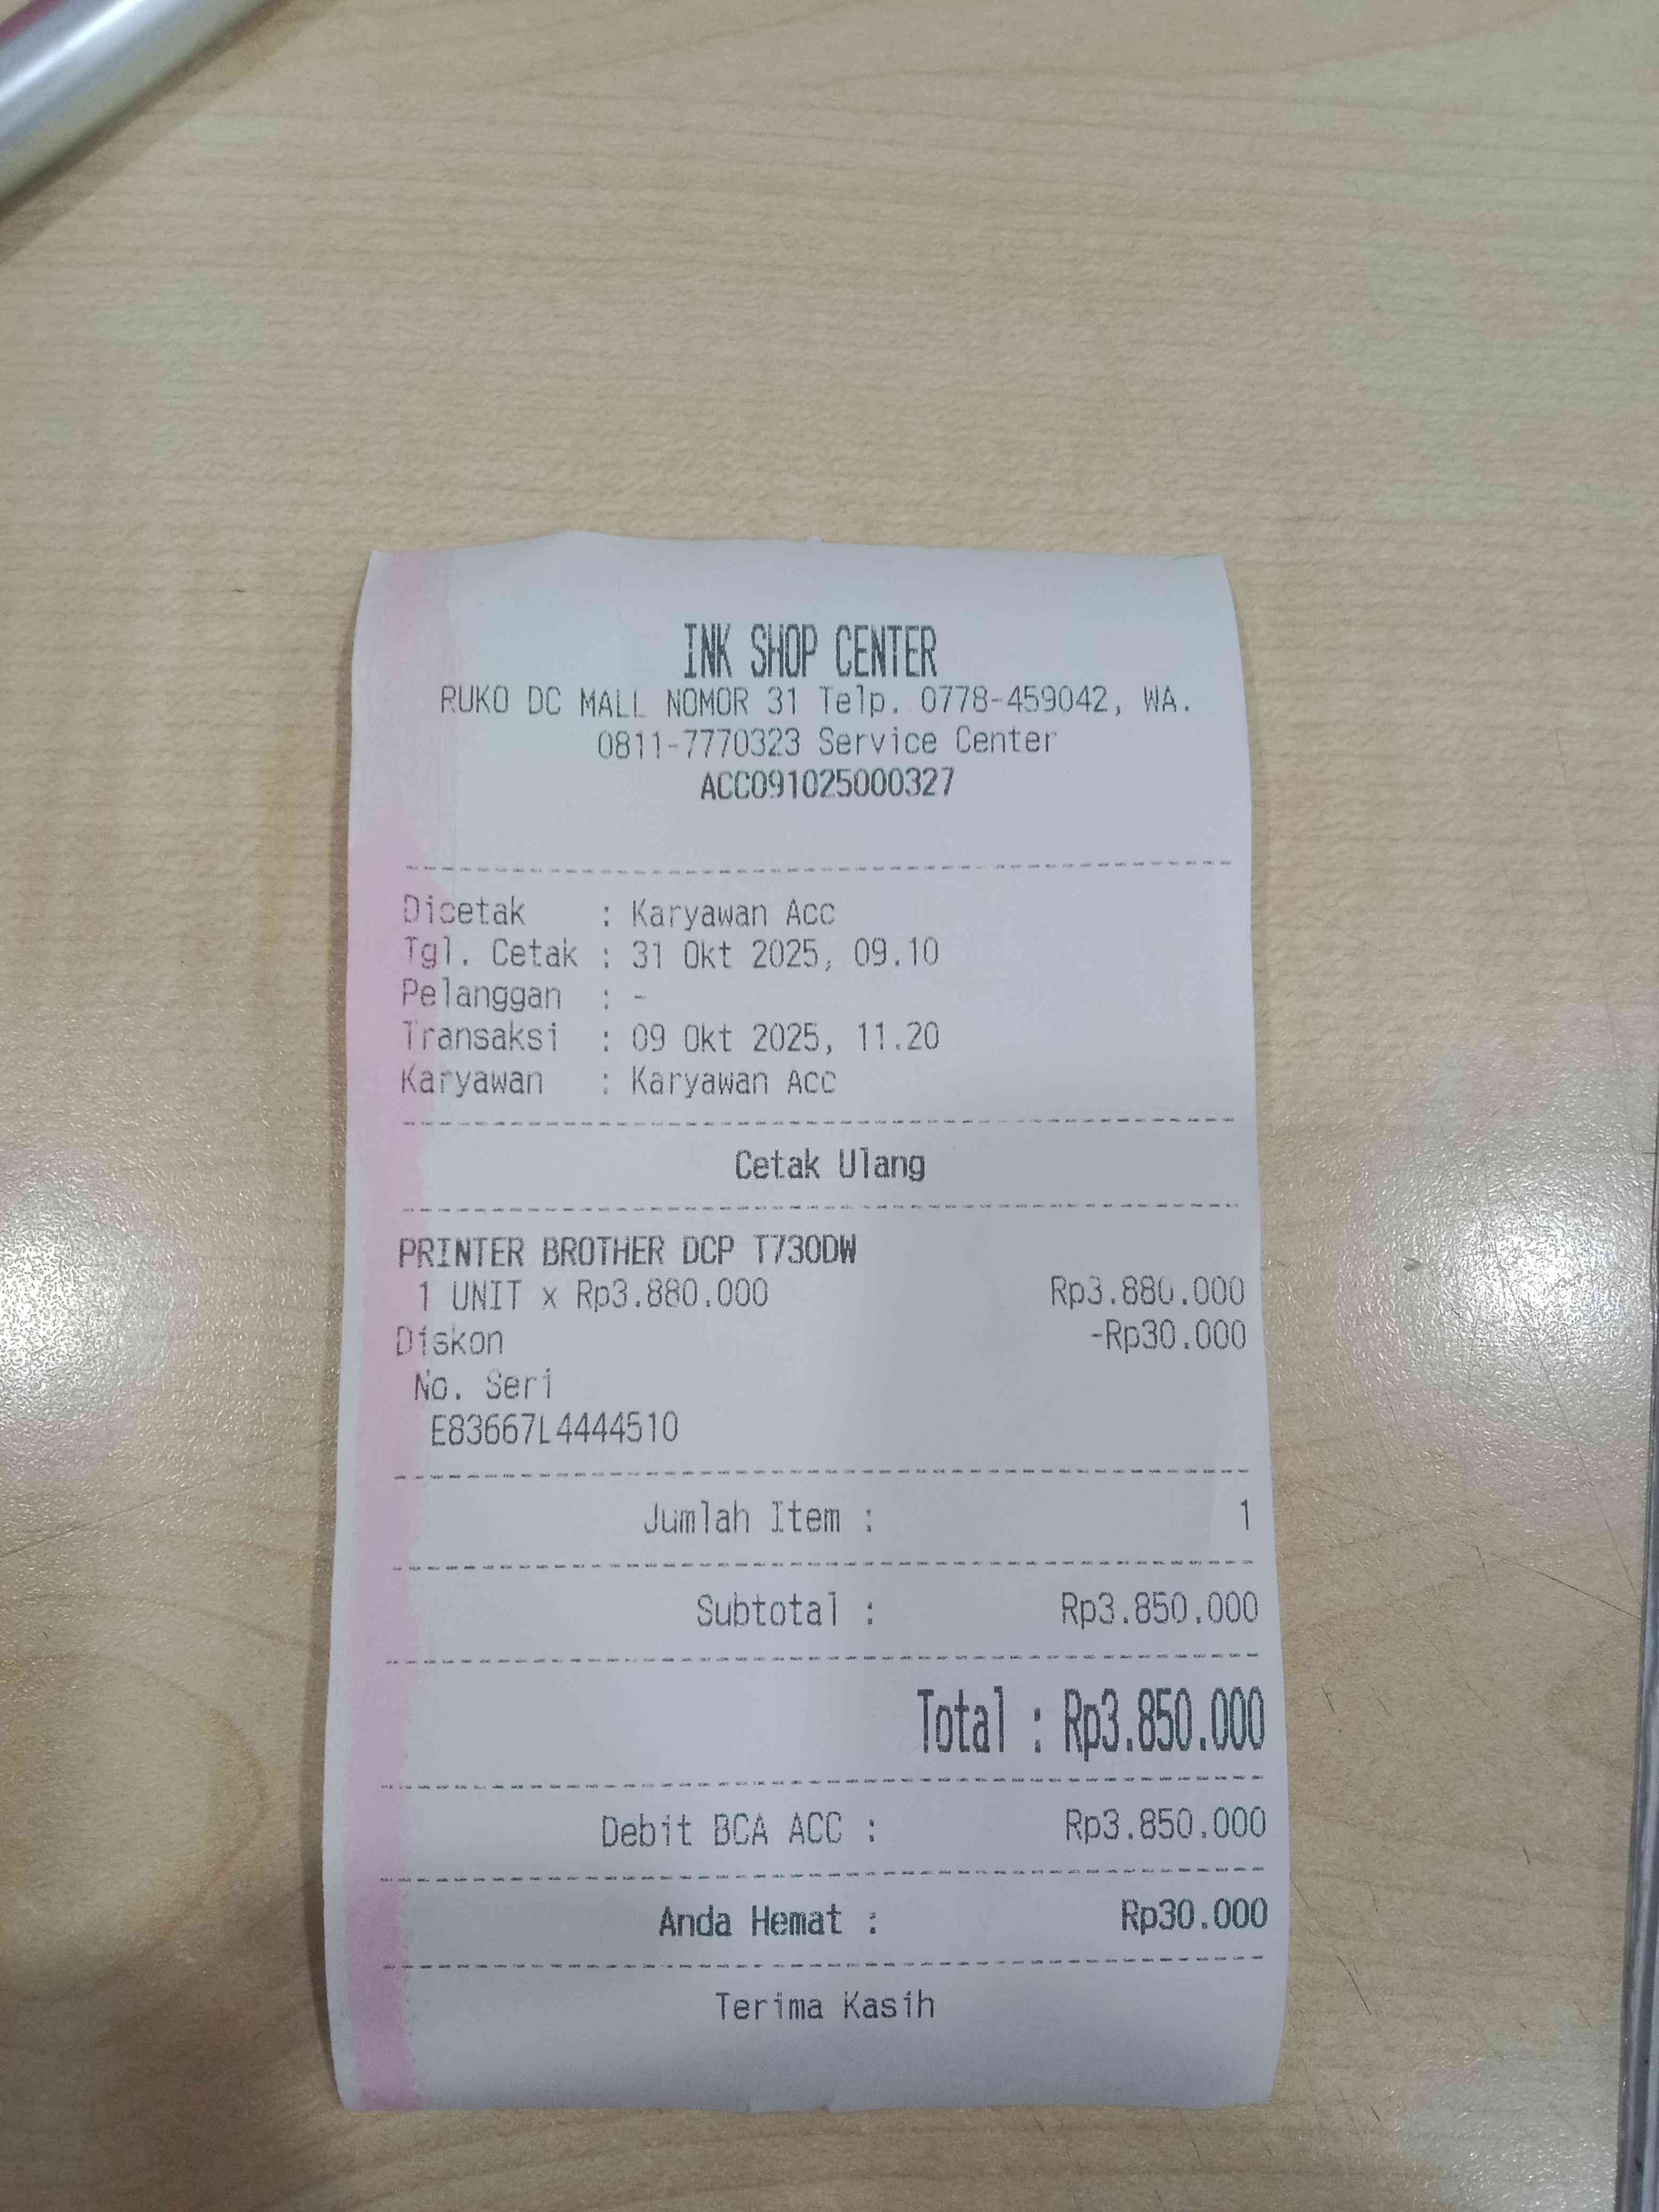 INK SHOP CENTER
RUKO DC MALL NOMOR 31 Telp. 0778-459042, WA.
0811-7770323 Service Center
ACC091025000327
Dicetak : Karyawan Acc
Tgl. Cetak : 31 Okt 2025, 09.10
Pelanggan : -
Transaksi : 09 Okt 2025, 11.20
Karyawan : Karyawan Acc
Cetak Ulang
PRINTER BROTHER DCP T730DW
1 UNIT x Rp3.880.000 Rp3.880.000
Diskon -Rp30.000
No. Seri
E83667L4444510
Jumlah Item : 1
Subtotal : Rp3.850.000
Total : Rp3.850.000
Debit BCA ACC : Rp3.850.000
Anda Hemat : Rp30.000
Terima Kasih